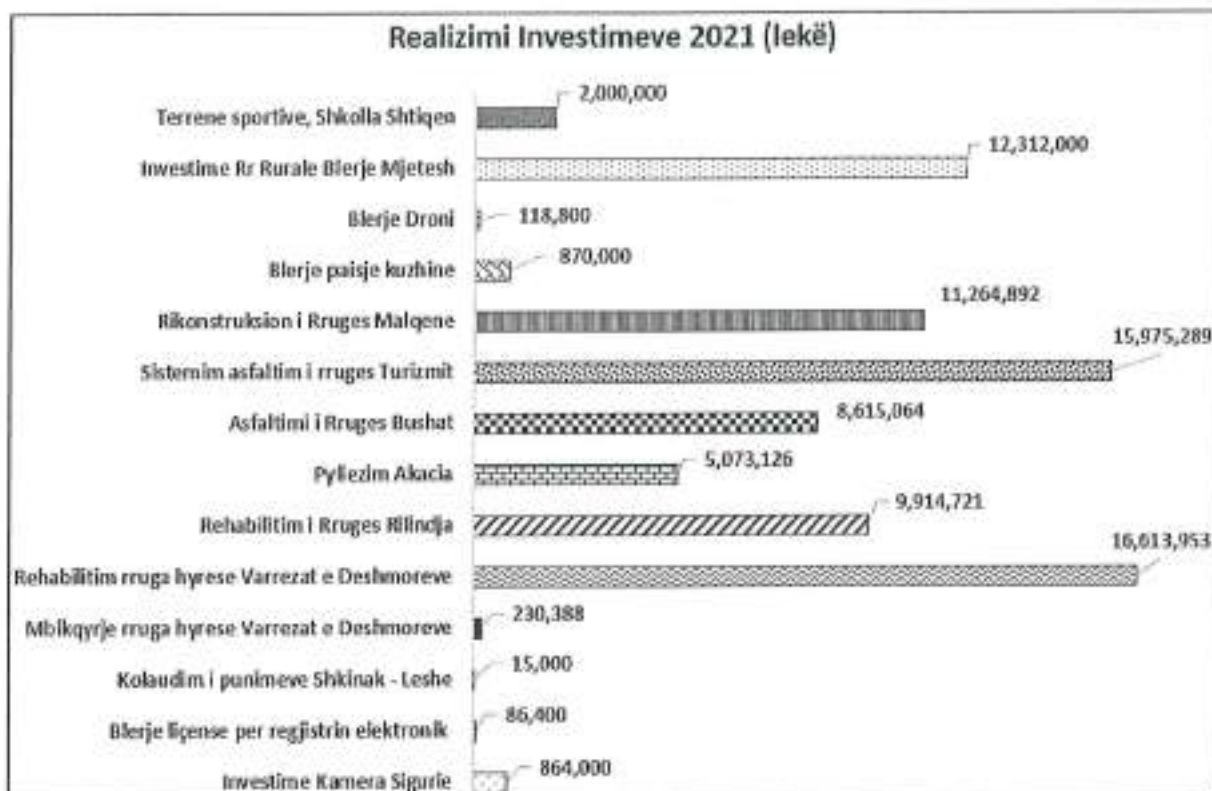 Realizimi Investimeve 2021 (lekë)
Terrene sportive, Shkolla Shtiqen 2,000,000
Investime Rr Rurale Blerje Mjetesh 12,312,000
Blerje Droni 118,800
Blerje paisje kuzhine 870,000
Rikonstruksion i Rruges Malqene 11,264,892
Sistemim asfaltim i rruges Turizmit 15,975,289
Asfaltimi i Rruges Bushat 8,615,064
Pyllezim Akacia 5,073,126
Rehabilitim i Rruges Rilindja 9,914,721
Rehabilitim rruga hyrese Varrezat e Deshmoreve 16,613,953
Mbikqyrje rruga hyrese Varrezat e Deshmoreve 230,388
Kolaudim i punimeve Shkinak - Leshe 15,000
Blerje liçense per regjistrin elektronik 86,400
Investime Kamera Sigurie 864,000